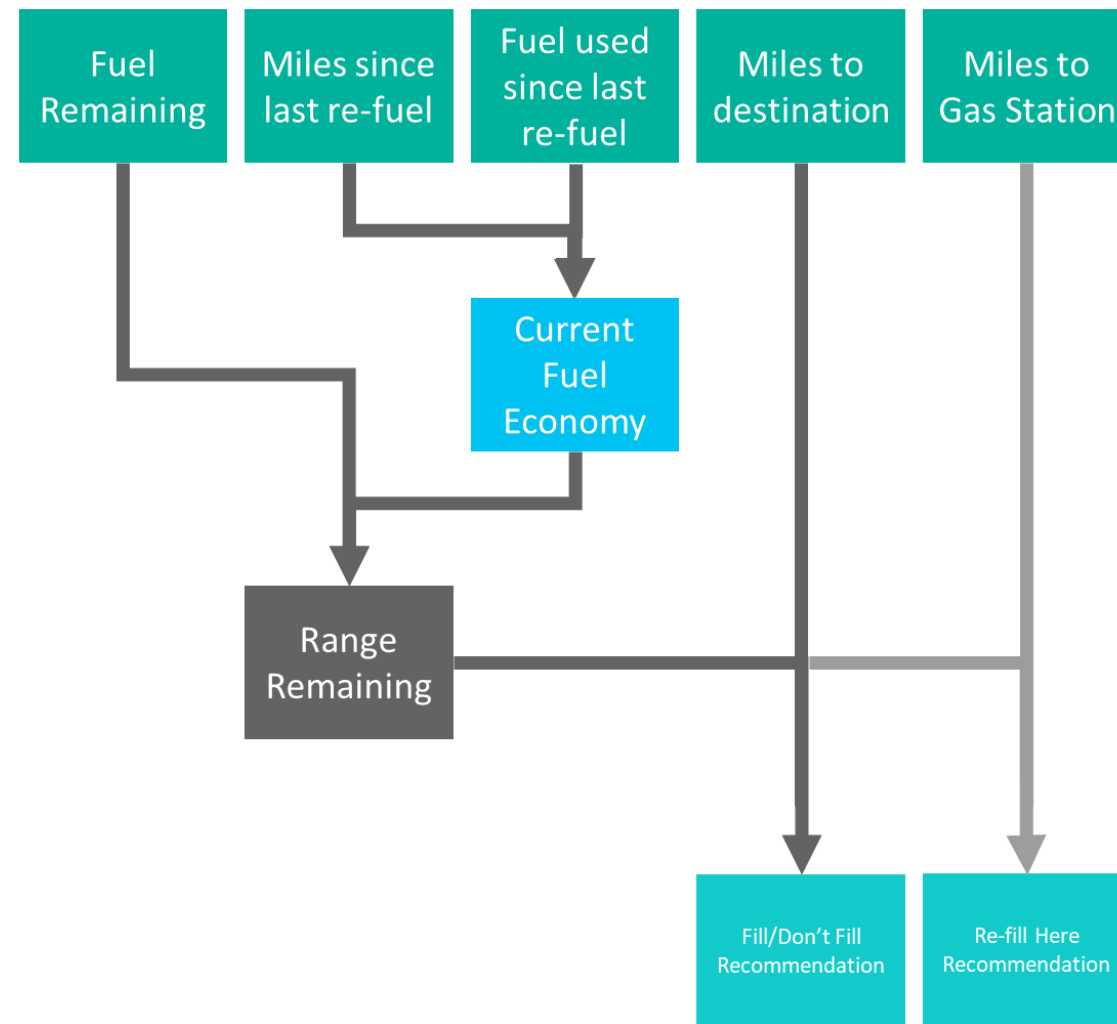 Fuel
Remaining
Miles since
last re-fuel
Fuel used
since last
re-fuel
Miles to
destination
Miles to
Gas Station
Current
Fuel
Economy
Range
Remaining
Fill/Don’t Fill
Recommendation
Re-fill Here
Recommendation